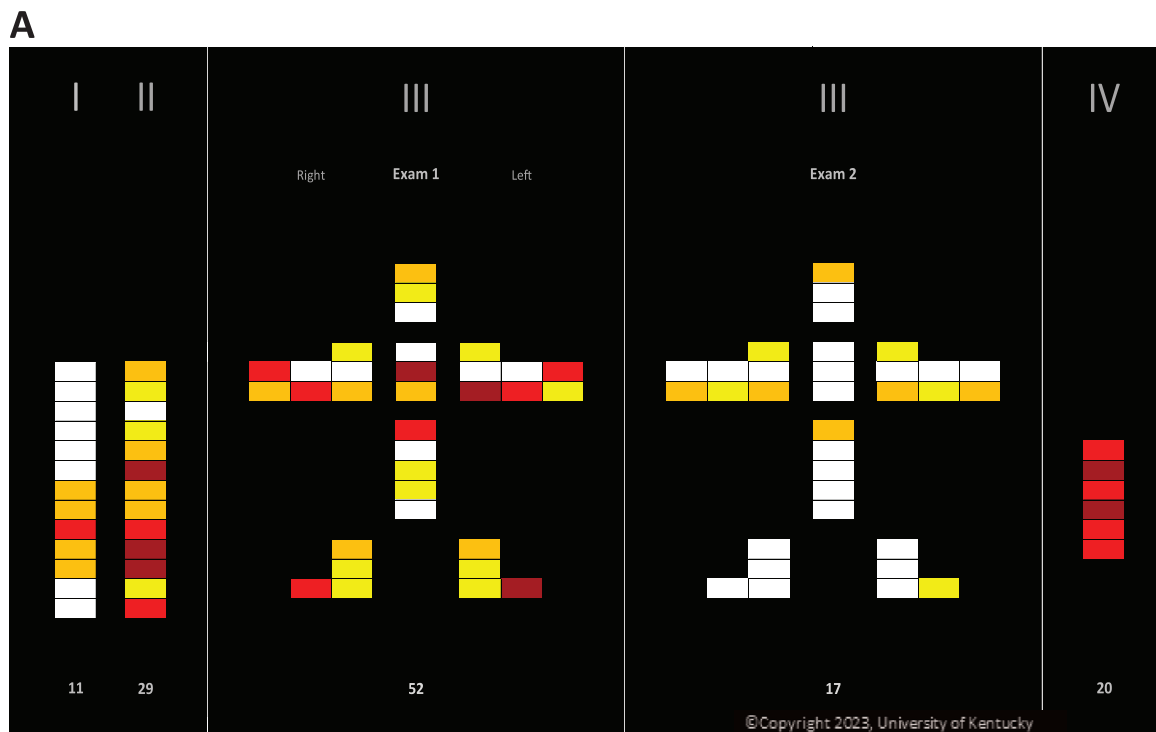 A
I II III III IV
Right Exam 1 Left Exam 2
11 29 52 17 20
©Copyright 2023, University of Kentucky